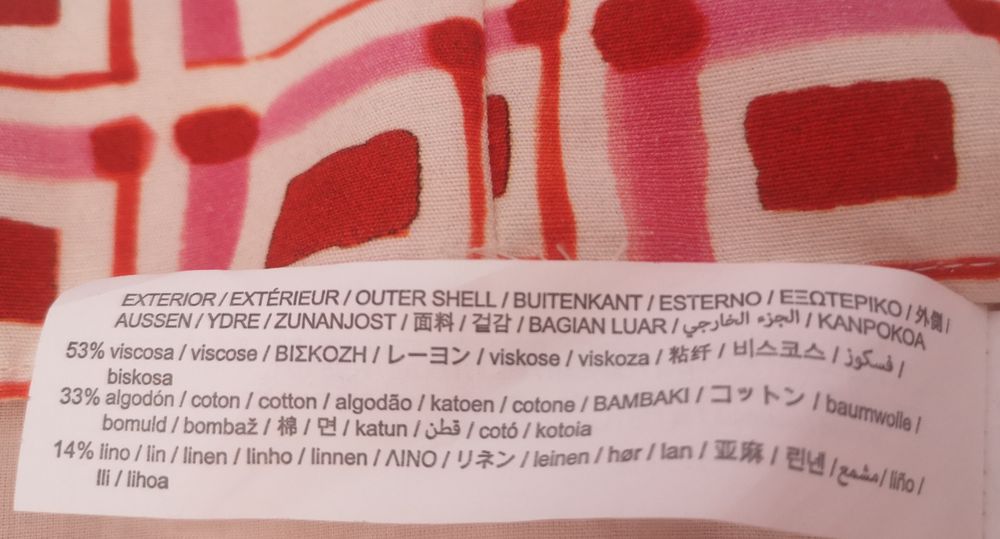 EXTERIOR / EXTÉRIEUR / OUTER SHELL / BUITENKANT / ESTERNO / ΕΞΩΤΕΡΙΚΟ / 外側 /
AUSSEN / YDRE / ZUNANJOST / 面料 / 겉감 / BAGIAN LUAR / الجزء الخارجي / KANPOKOA
53% viscosa / viscose / ΒΙΣΚΟΖΗ / レーヨン / viskose / viskoza / 粘纤 / 비스코스 / فسكوز /
biskosa
33% algodón / coton / cotton / algodão / katoen / cotone / BAMBAKI / コットン / baumwolle /
bomuld / bombaž / 棉 / 면 / katun / قطن / cotó / kotoia
14% lino / lin / linen / linho / linnen / ΛΙΝΟ / リネン / leinen / hør / lan / 亚麻 / 린넨 / مشمع / liño /
lli / lihoa